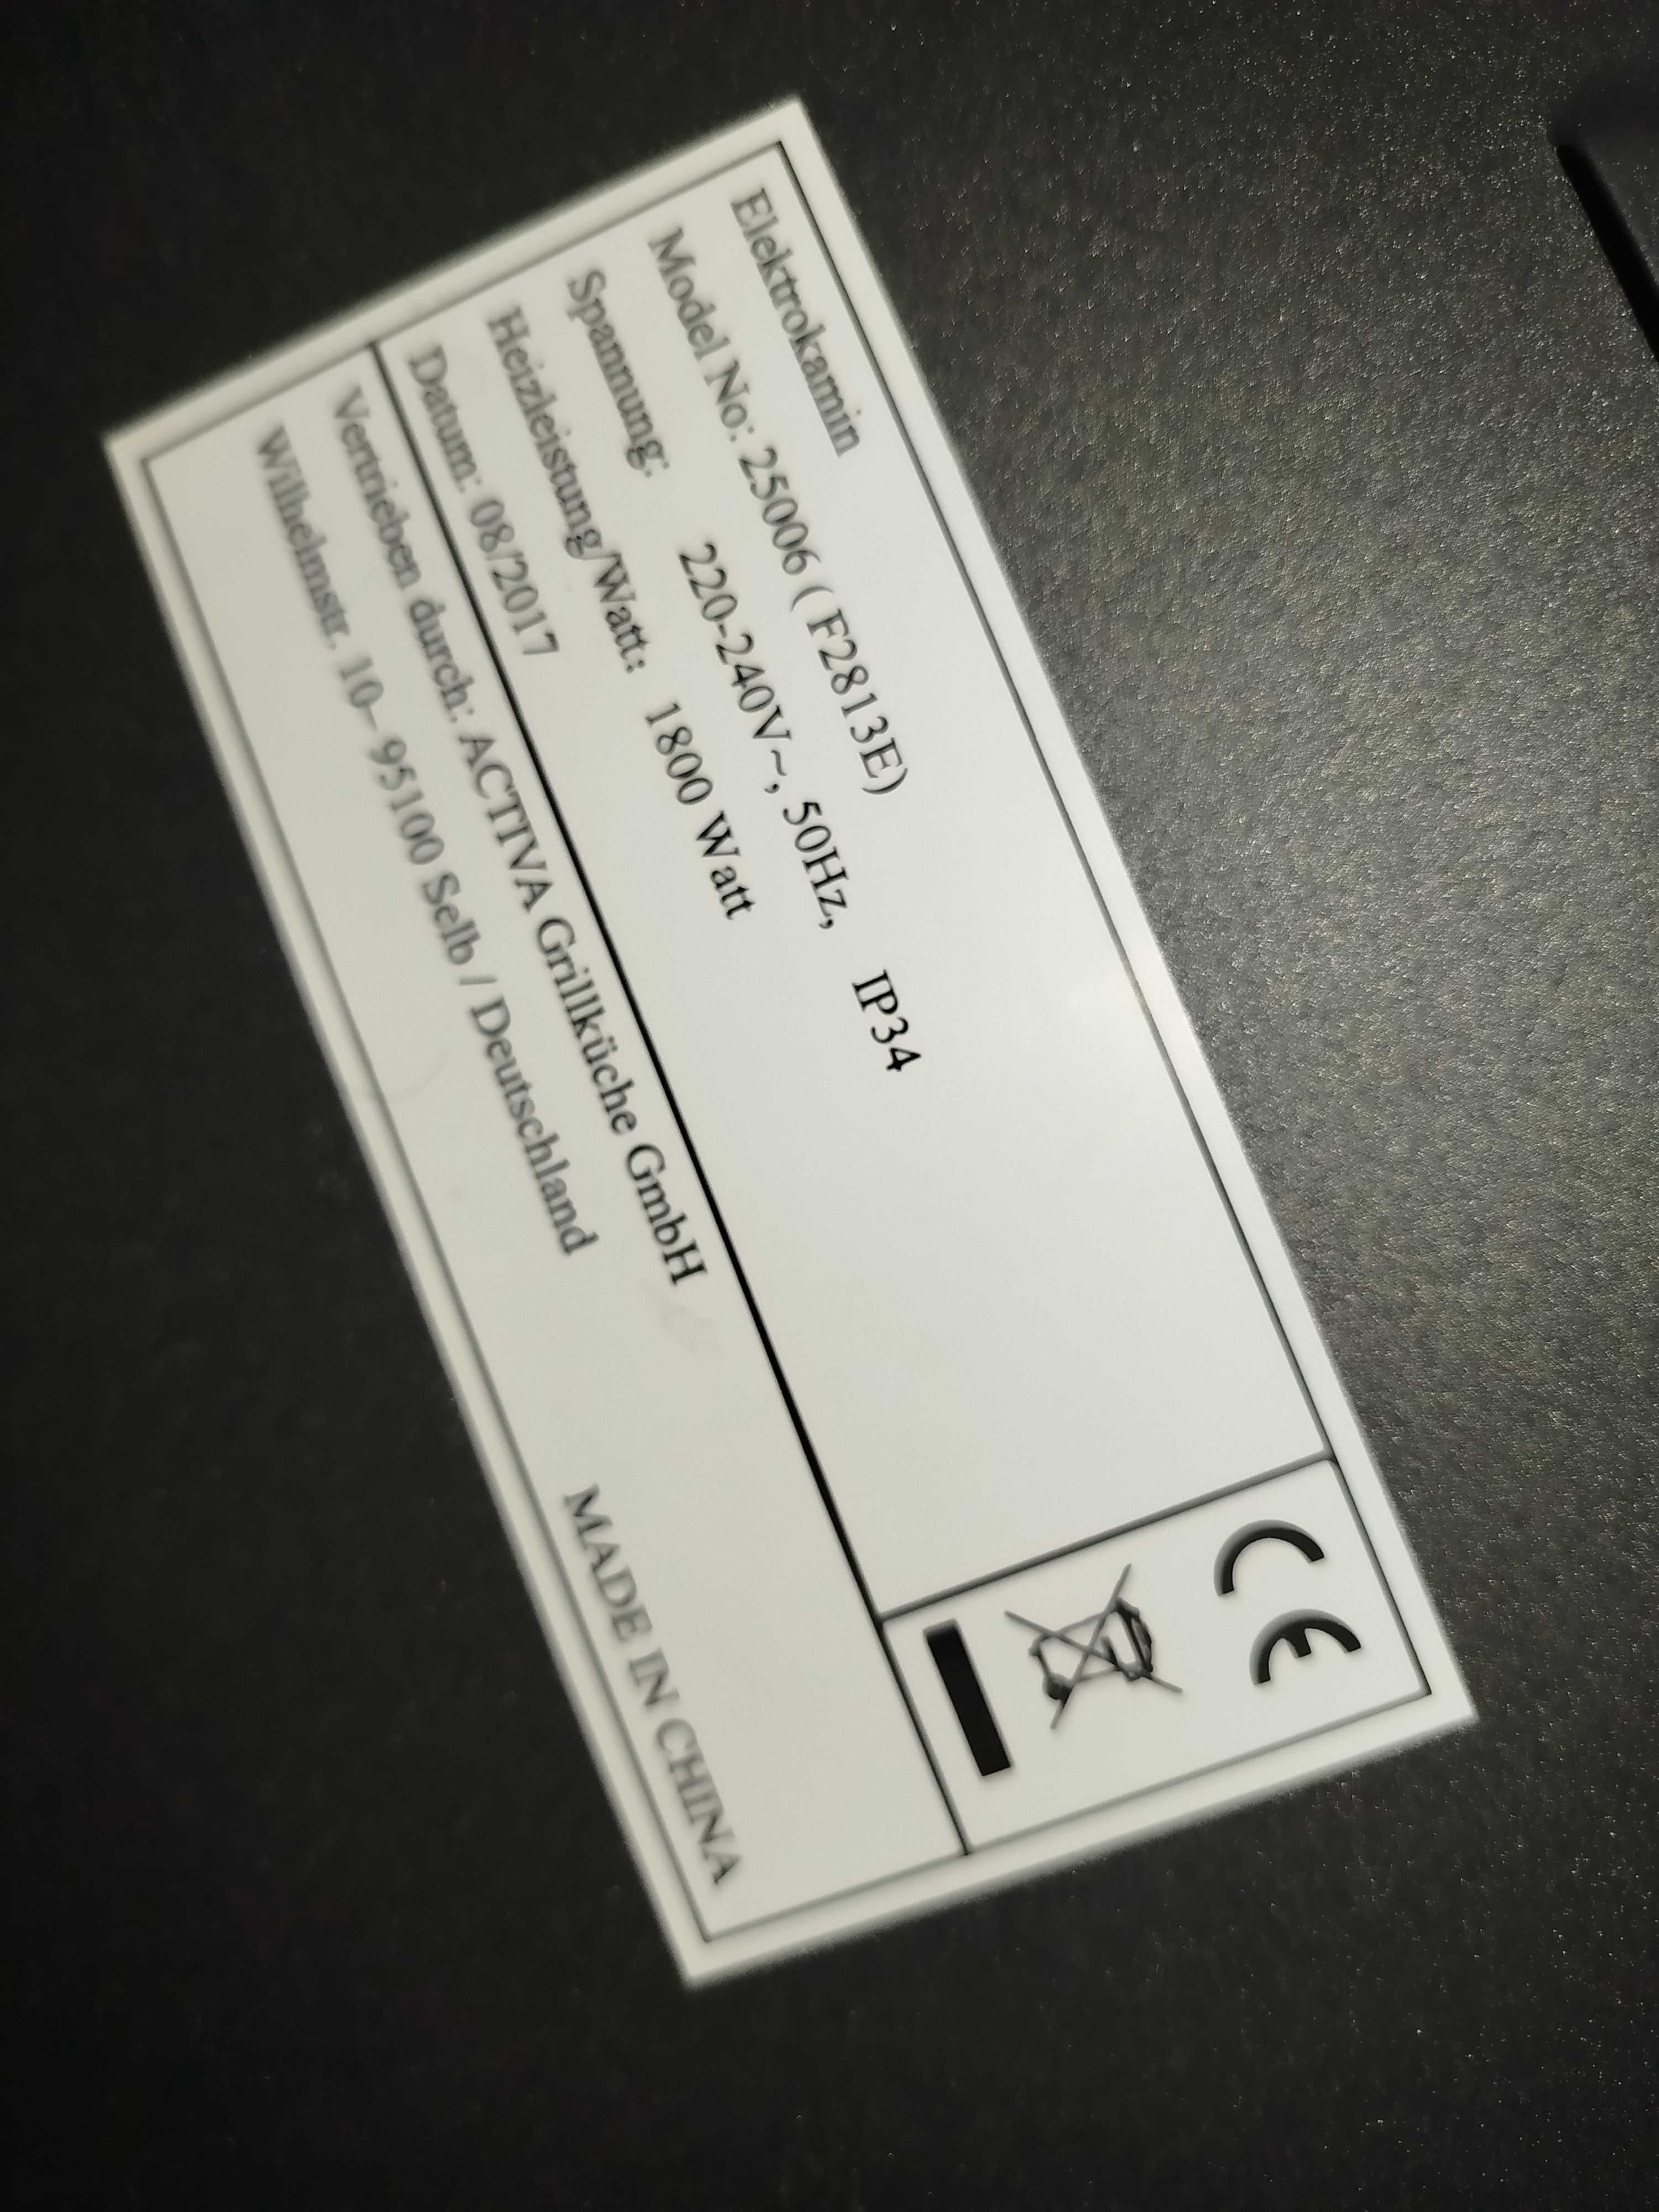 Elektrokamin
Model No: 25006 ( F2813E)
Spannung: 220-240V~, 50Hz, IP34
Heizleistung/Watt: 1800 Watt
Datum: 08/2017
Vertrieben durch: ACTIVA Grillküche GmbH
Wilhelmstr. 10- 95100 Selb / Deutschland
MADE IN CHINA
CE